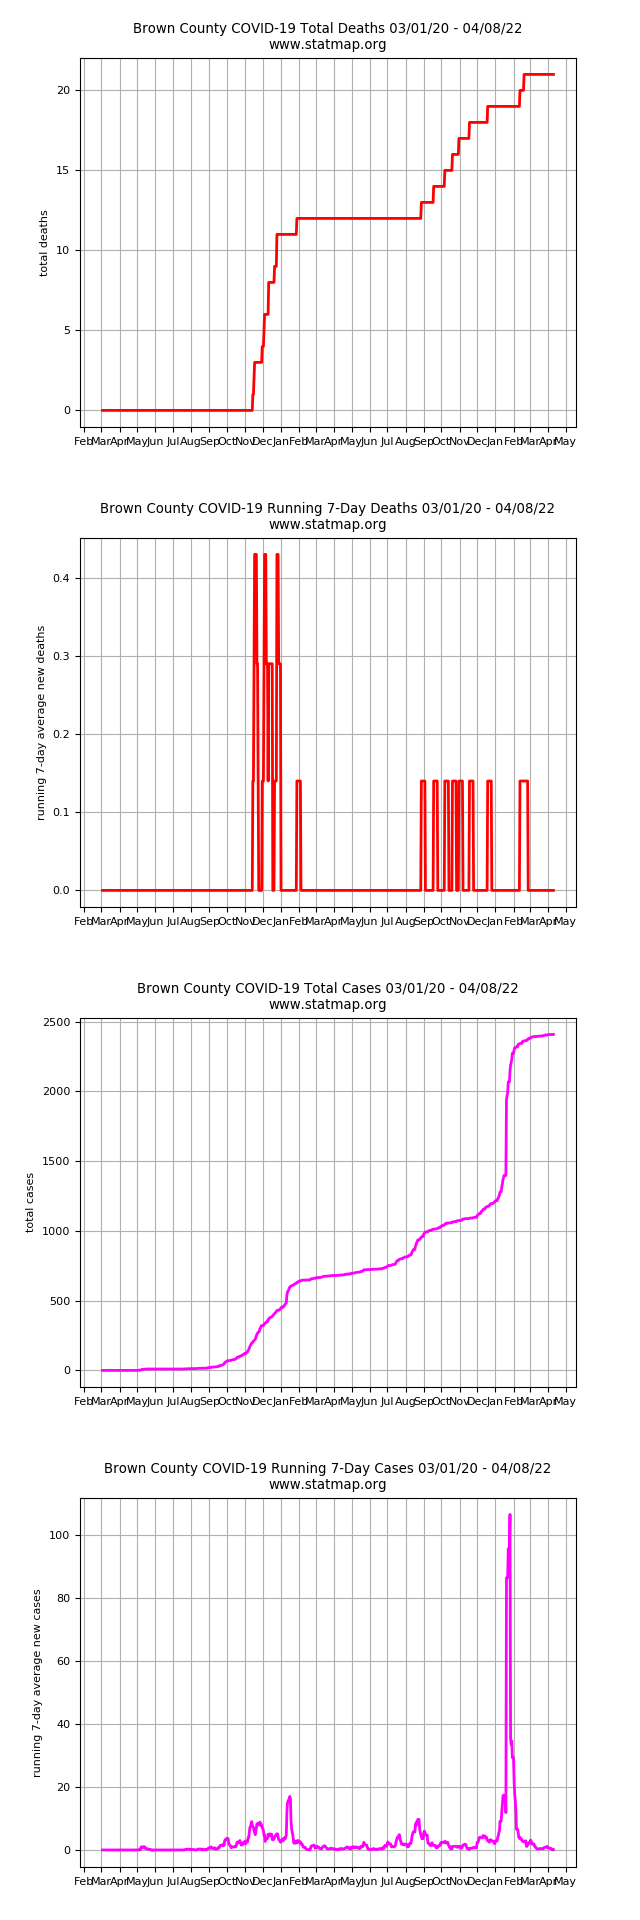 Brown County COVID-19 Total Deaths 03/01/20 - 04/08/22
www.statmap.org
20
15
10
5
0
total deaths
Feb Mar Apr May Jun Jul Aug Sep Oct Nov Dec Jan Feb Mar Apr May Jun Jul Aug Sep Oct Nov Dec Jan Feb Mar Apr May
Brown County COVID-19 Running 7-Day Deaths 03/01/20 - 04/08/22
www.statmap.org
0.4
0.3
0.2
0.1
0.0
running 7-day average new deaths
Feb Mar Apr May Jun Jul Aug Sep Oct Nov Dec Jan Feb Mar Apr May Jun Jul Aug Sep Oct Nov Dec Jan Feb Mar Apr May
Brown County COVID-19 Total Cases 03/01/20 - 04/08/22
www.statmap.org
2500
2000
1500
1000
500
0
total cases
Feb Mar Apr May Jun Jul Aug Sep Oct Nov Dec Jan Feb Mar Apr May Jun Jul Aug Sep Oct Nov Dec Jan Feb Mar Apr May
Brown County COVID-19 Running 7-Day Cases 03/01/20 - 04/08/22
www.statmap.org
100
80
60
40
20
0
running 7-day average new cases
Feb Mar Apr May Jun Jul Aug Sep Oct Nov Dec Jan Feb Mar Apr May Jun Jul Aug Sep Oct Nov Dec Jan Feb Mar Apr May